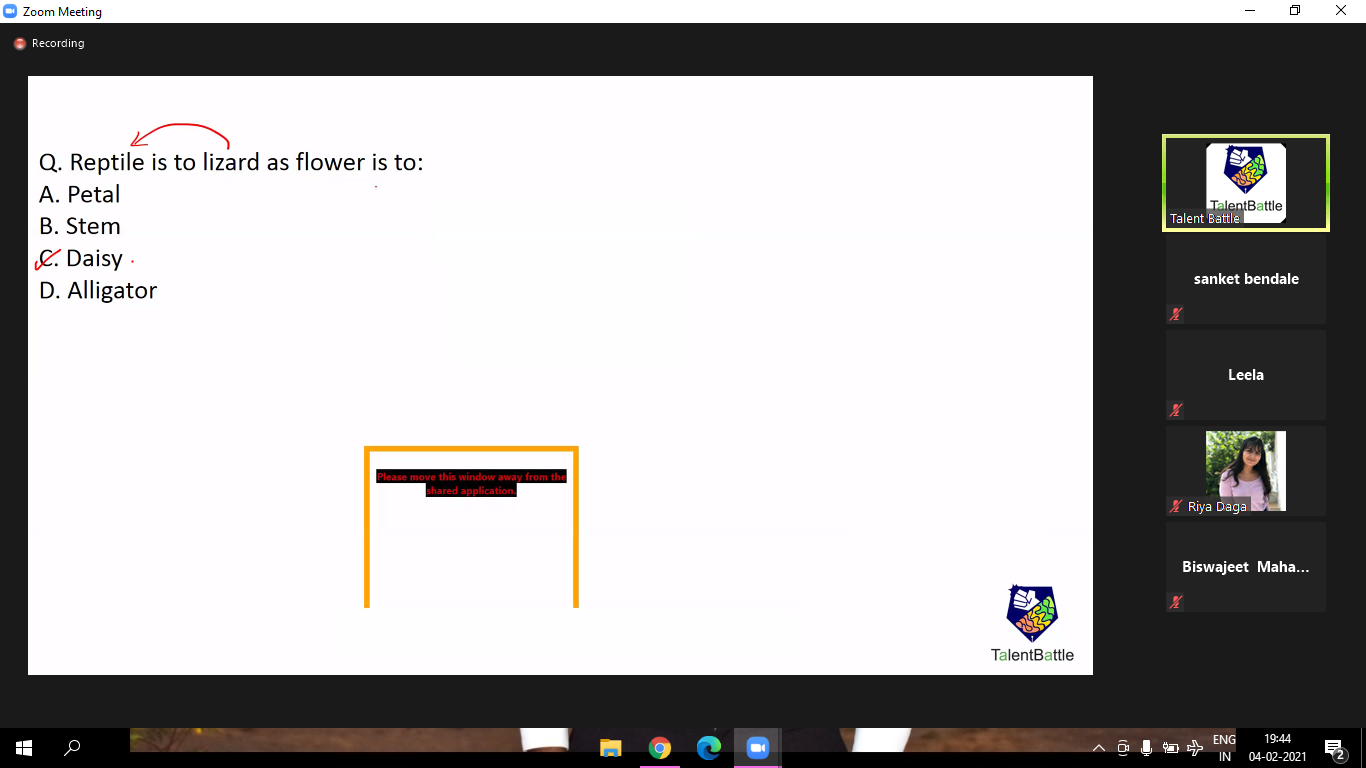 Zoom Meeting
Recording
Q. Reptile is to lizard as flower is to:
A. Petal
B. Stem
C. Daisy
D. Alligator
Please move this window away from the
shared application.
TalentBattle
TalentBattle
Talent Battle
sanket bendale
Leela
Riya Daga
Biswajeet Maha...
ENG
IN
19:44
04-02-2021
2